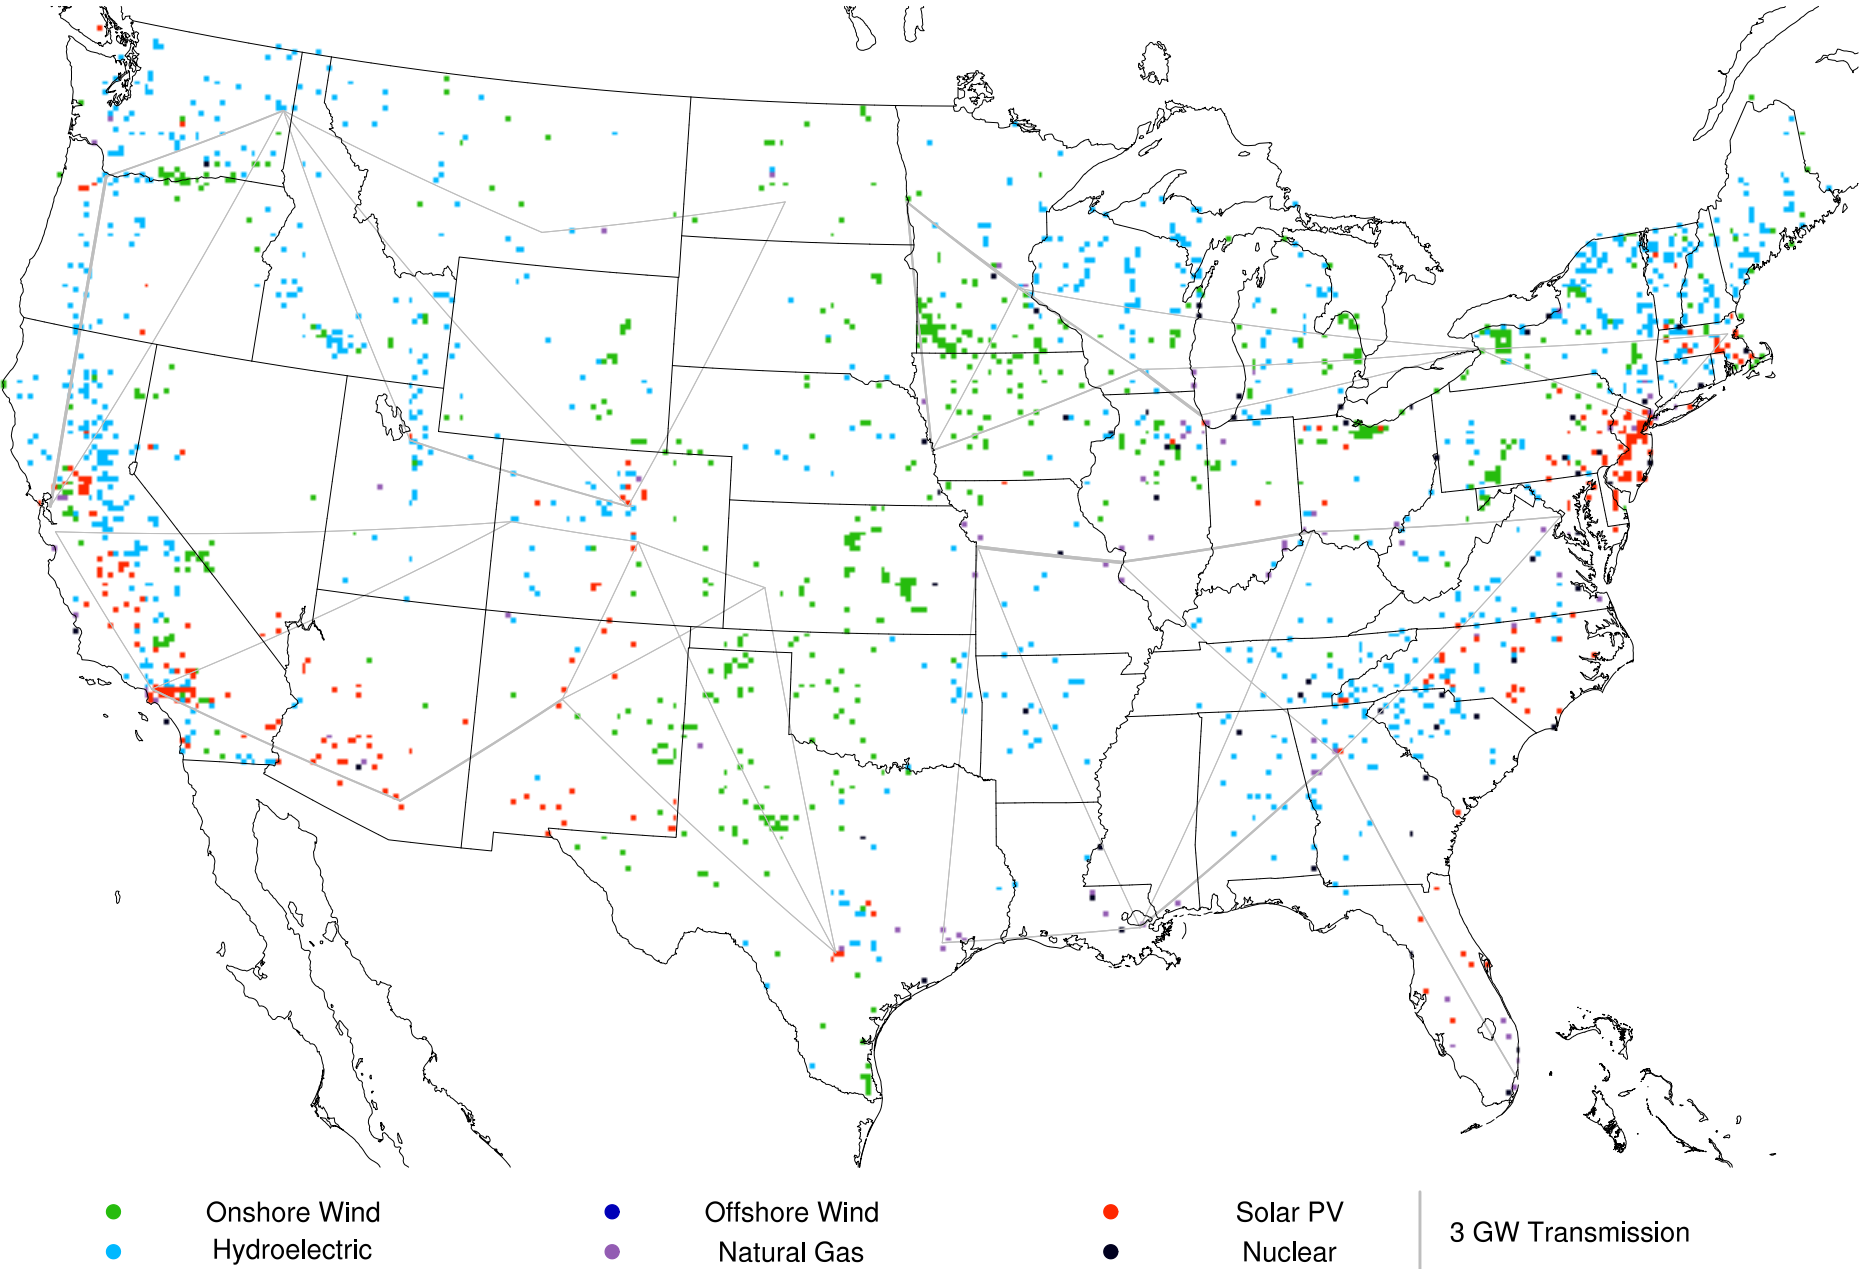 Onshore Wind
Offshore Wind
Solar PV
Hydroelectric
Natural Gas
Nuclear
3 GW Transmission